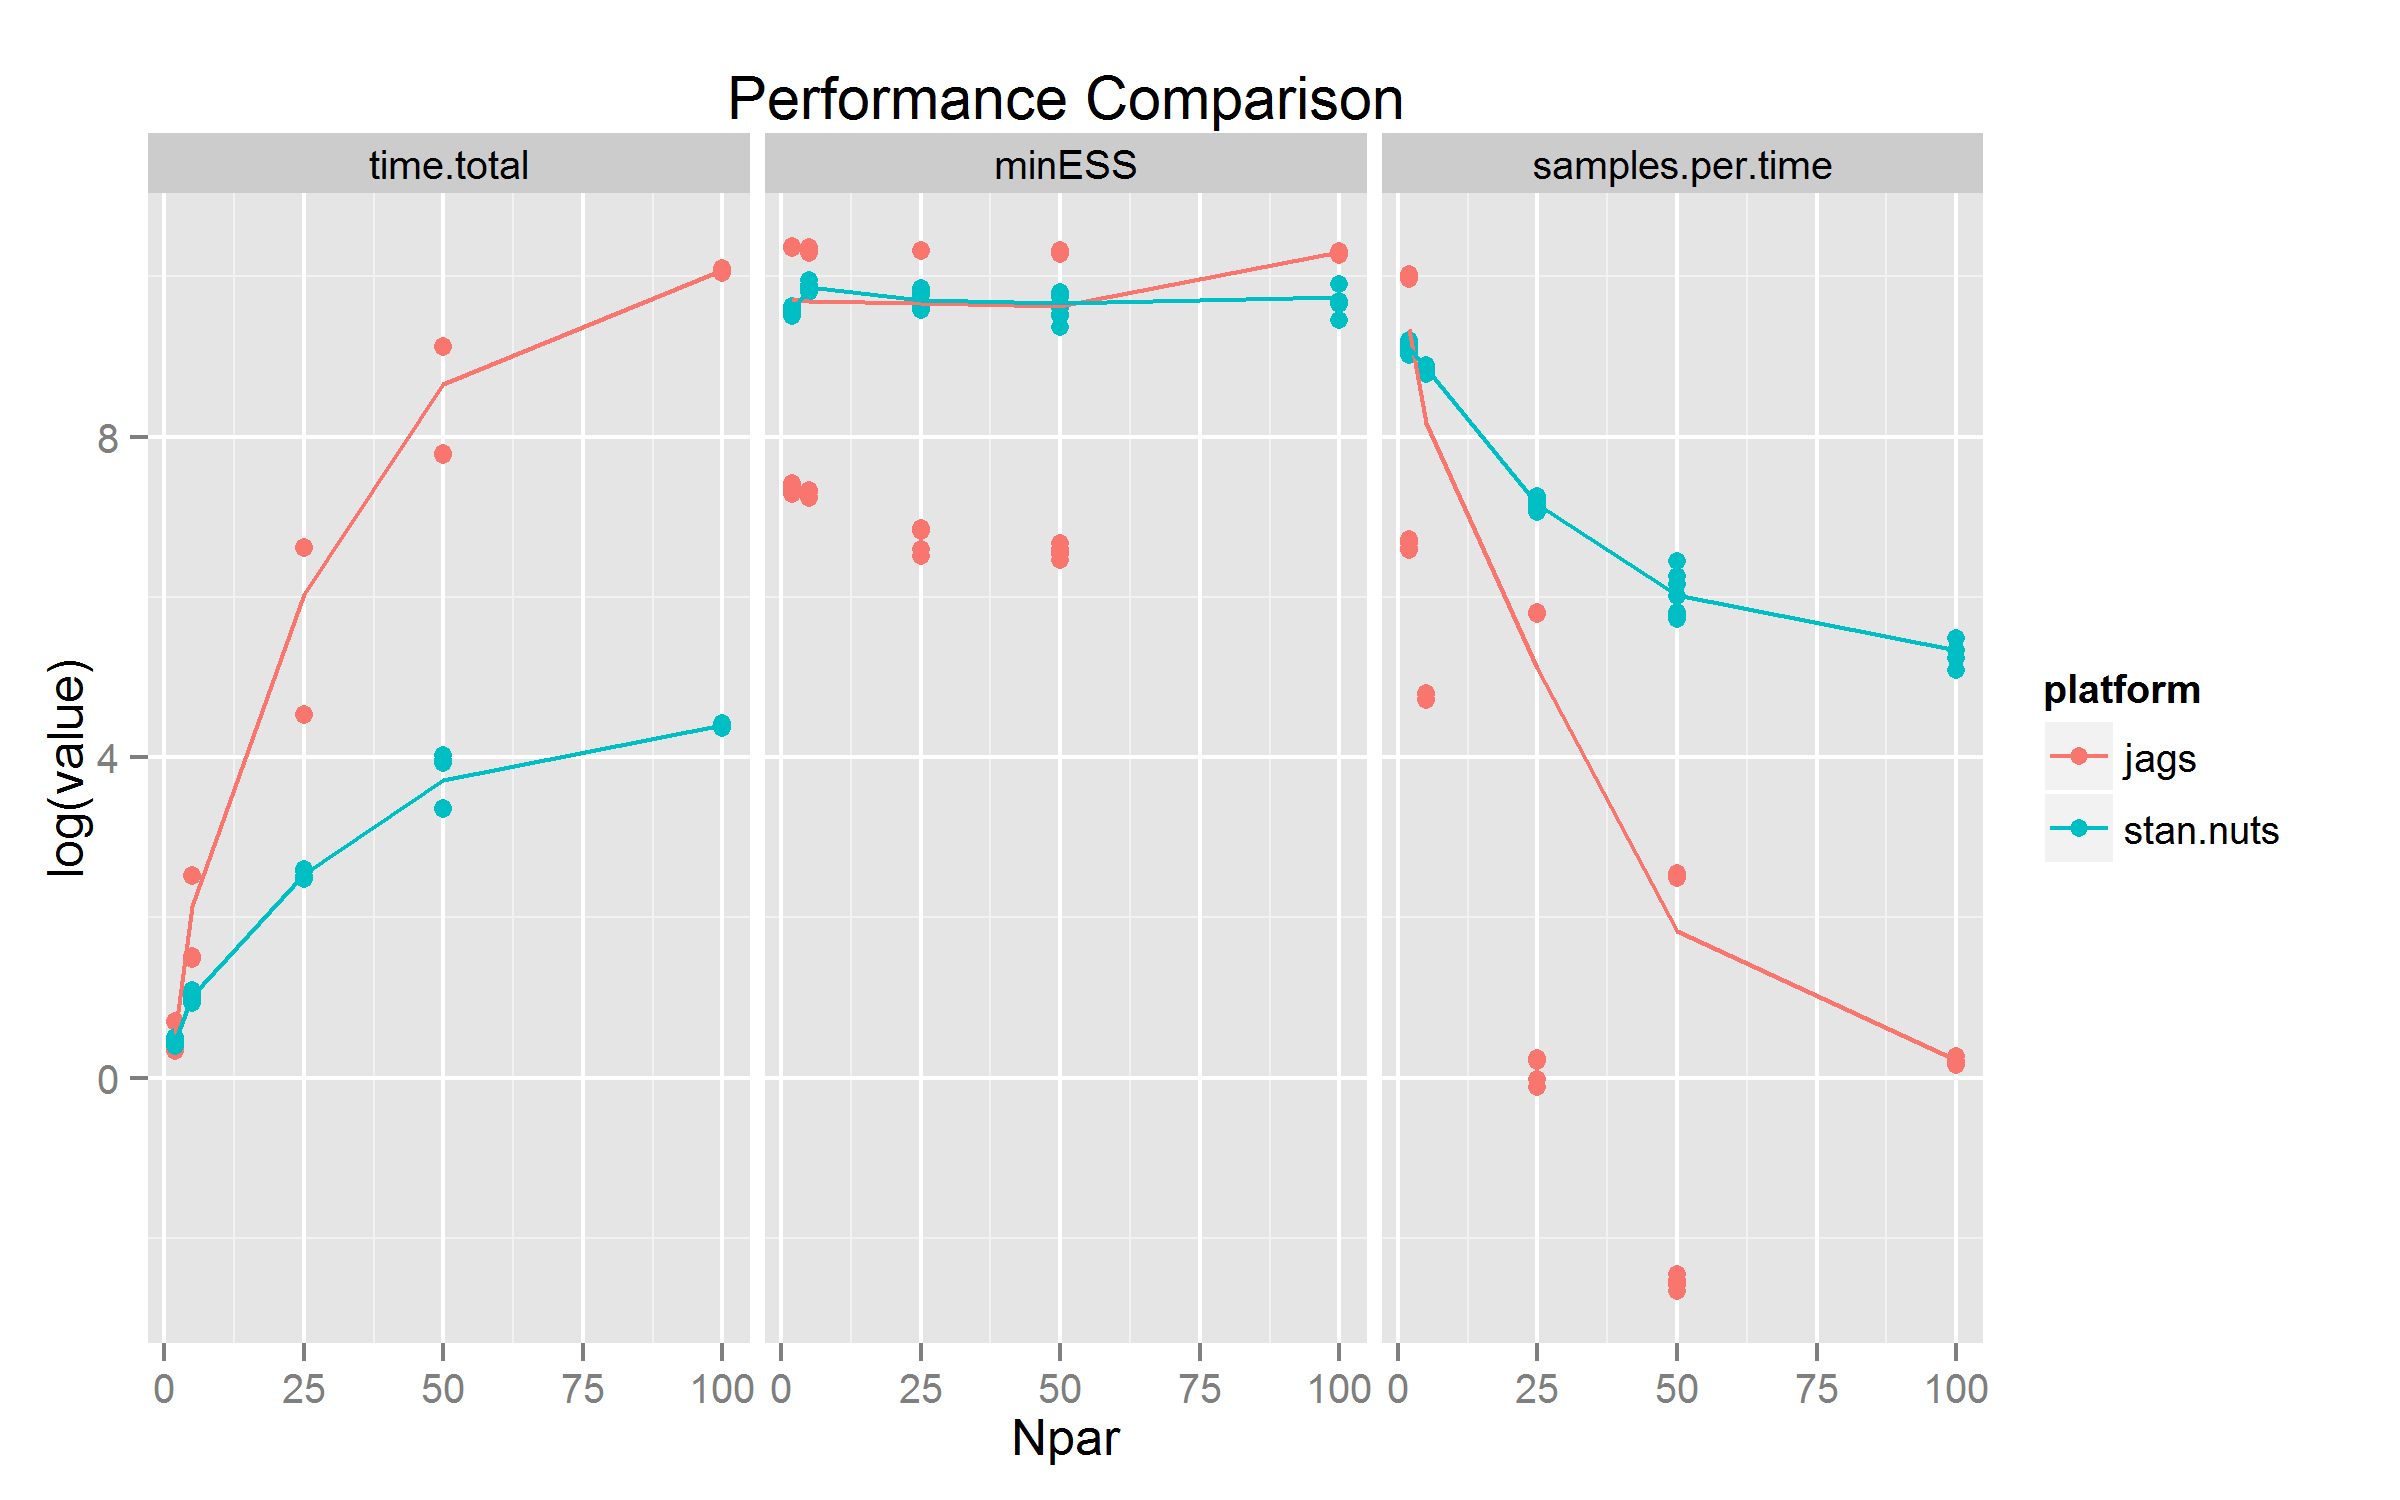 Performance Comparison
time.total minESS samples.per.time
log(value)
8
4
0
0 25 50 75 100 0 25 50 75 100 0 25 50 75 100
Npar
platform
jags
stan.nuts